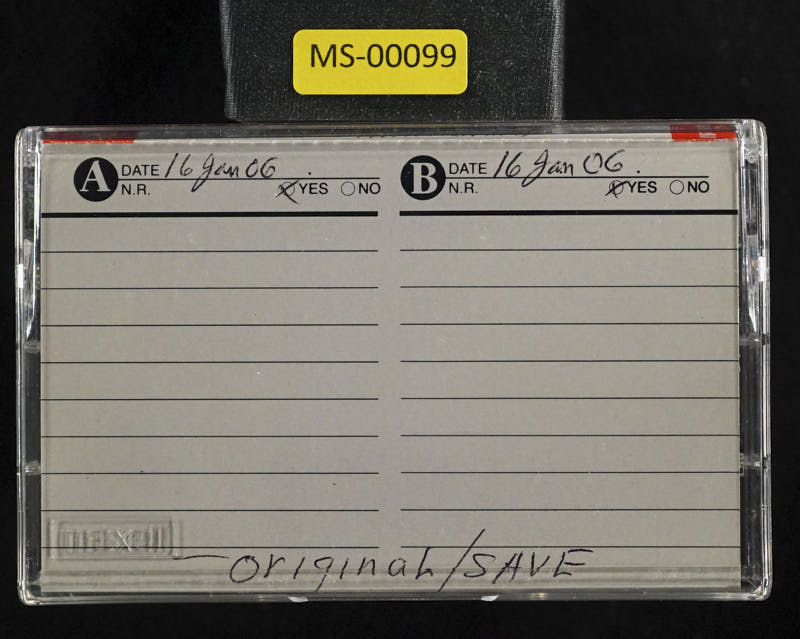 MS-00099
A DATE 16 Jan 06 .
N.R. YES NO
B DATE 16 Jan 06 .
N.R. YES NO
maxell
— Original/SAVE